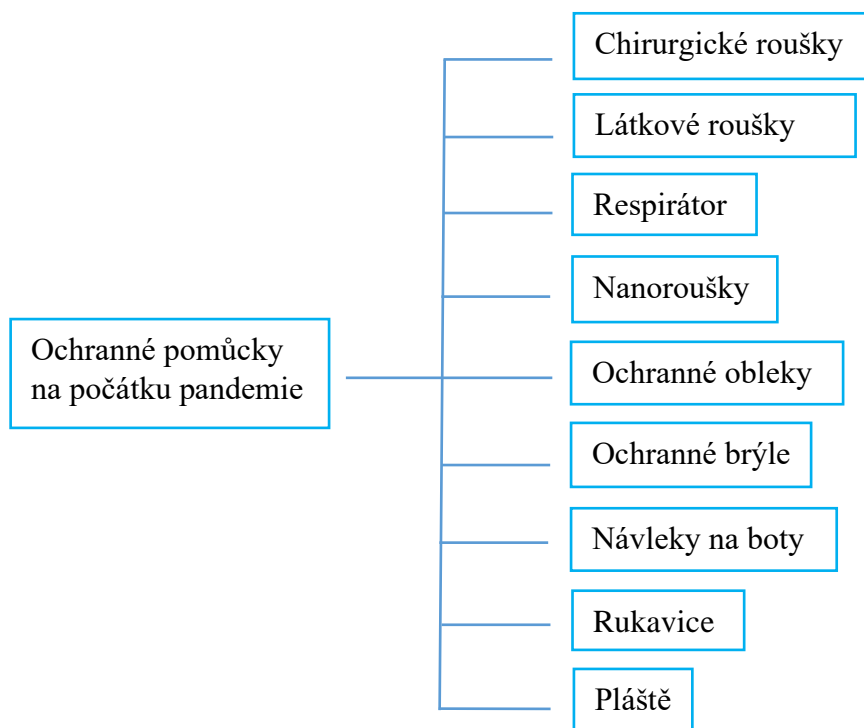 Chirurgické roušky
Látkové roušky
Respirátor
Nanoroušky
Ochranné pomůcky
na počátku pandemie
Ochranné obleky
Ochranné brýle
Návleky na boty
Rukavice
Pláště